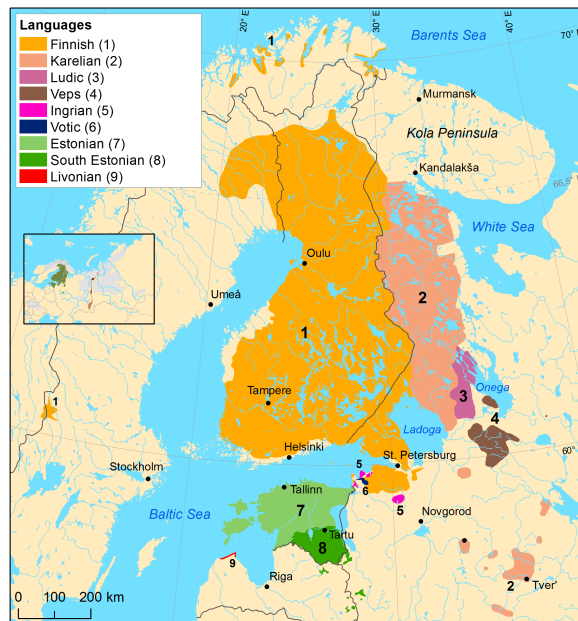 20° E
30° E
40° E
70°
Barents Sea
Languages
Finnish (1)
Karelian (2)
Ludic (3)
Veps (4)
Ingrian (5)
Votic (6)
Estonian (7)
South Estonian (8)
Livonian (9)
1
Murmansk
Kola Peninsula
Kandalakša
66.5°
White Sea
Oulu
Umeå
2
1
Tampere
1
3
Onega
4
Ladoga
Helsinki
St. Petersburg
60°
Stockholm
5
6
Tallinn
5
Baltic Sea
7
Novgorod
Tartu
8
9
Riga
2
Tver'
0 100 200 km